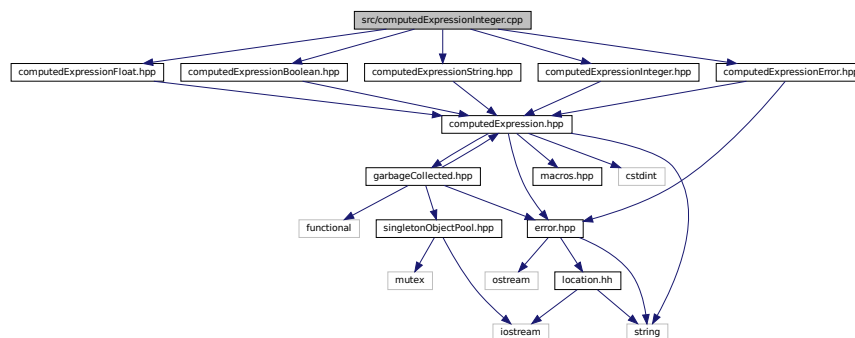 src/computedExpressionInteger.cpp
computedExpressionFloat.hpp
computedExpressionBoolean.hpp
computedExpressionString.hpp
computedExpressionInteger.hpp
computedExpressionError.hpp
computedExpression.hpp
garbageCollected.hpp
macros.hpp
cstdint
functional
singletonObjectPool.hpp
error.hpp
mutex
ostream
location.hh
iostream
string